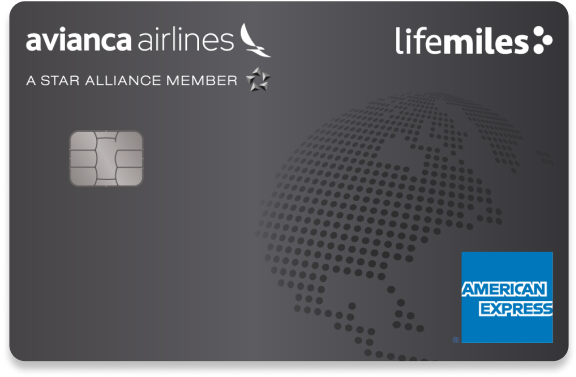 avianca airlines
lifemiles
A STAR ALLIANCE MEMBER
AMERICAN
EXPRESS
®